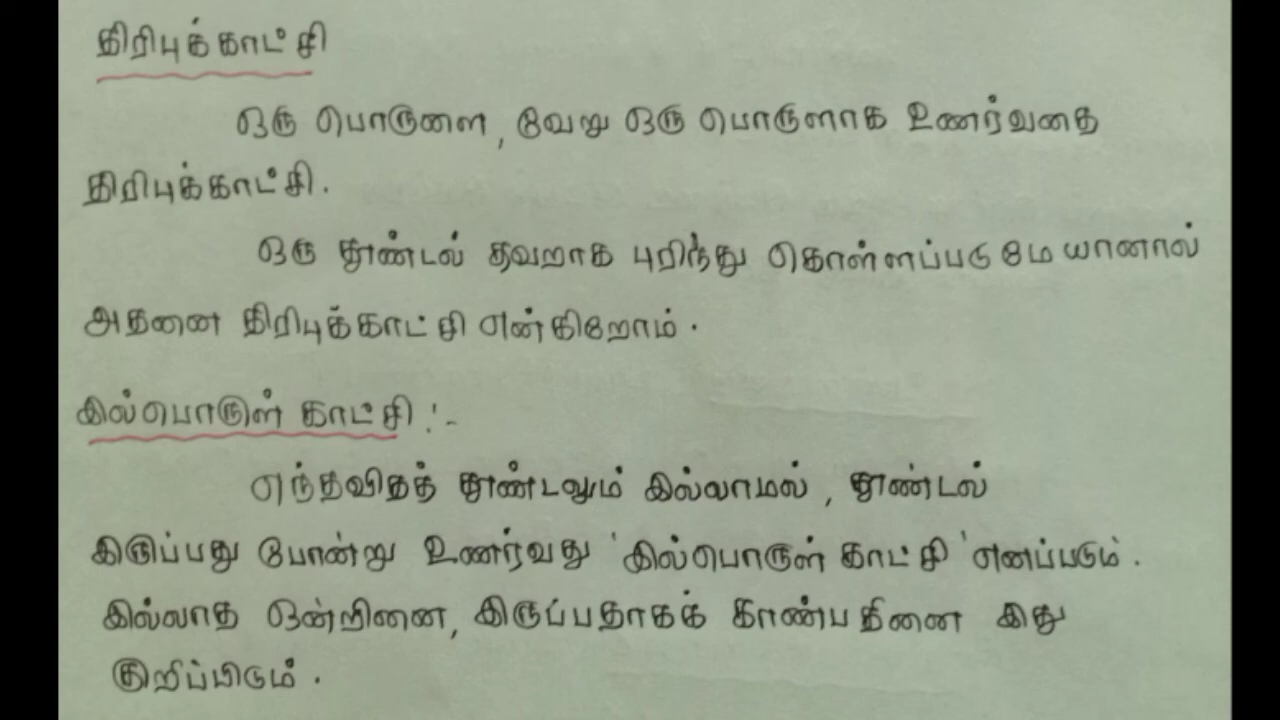 திரிபுக்காட்சி
ஒரு பொருளை, வேறு ஒரு பொருளாக உணர்வதை
திரிபுக்காட்சி.
ஒரு தூண்டல் தவறாக புரிந்து கொள்ளப்படுமேயானால்
அதனை திரிபுக்காட்சி என்கிறோம்.
இல்பொருள் காட்சி :-
எந்தவிதத் தூண்டலும் இல்லாமல், தூண்டல்
இருப்பது போன்று உணர்வது 'இல்பொருள் காட்சி' எனப்படும்.
இல்லாத ஒன்றினை, இருப்பதாகக் காண்பதினை இது
குறிப்பிடும்.